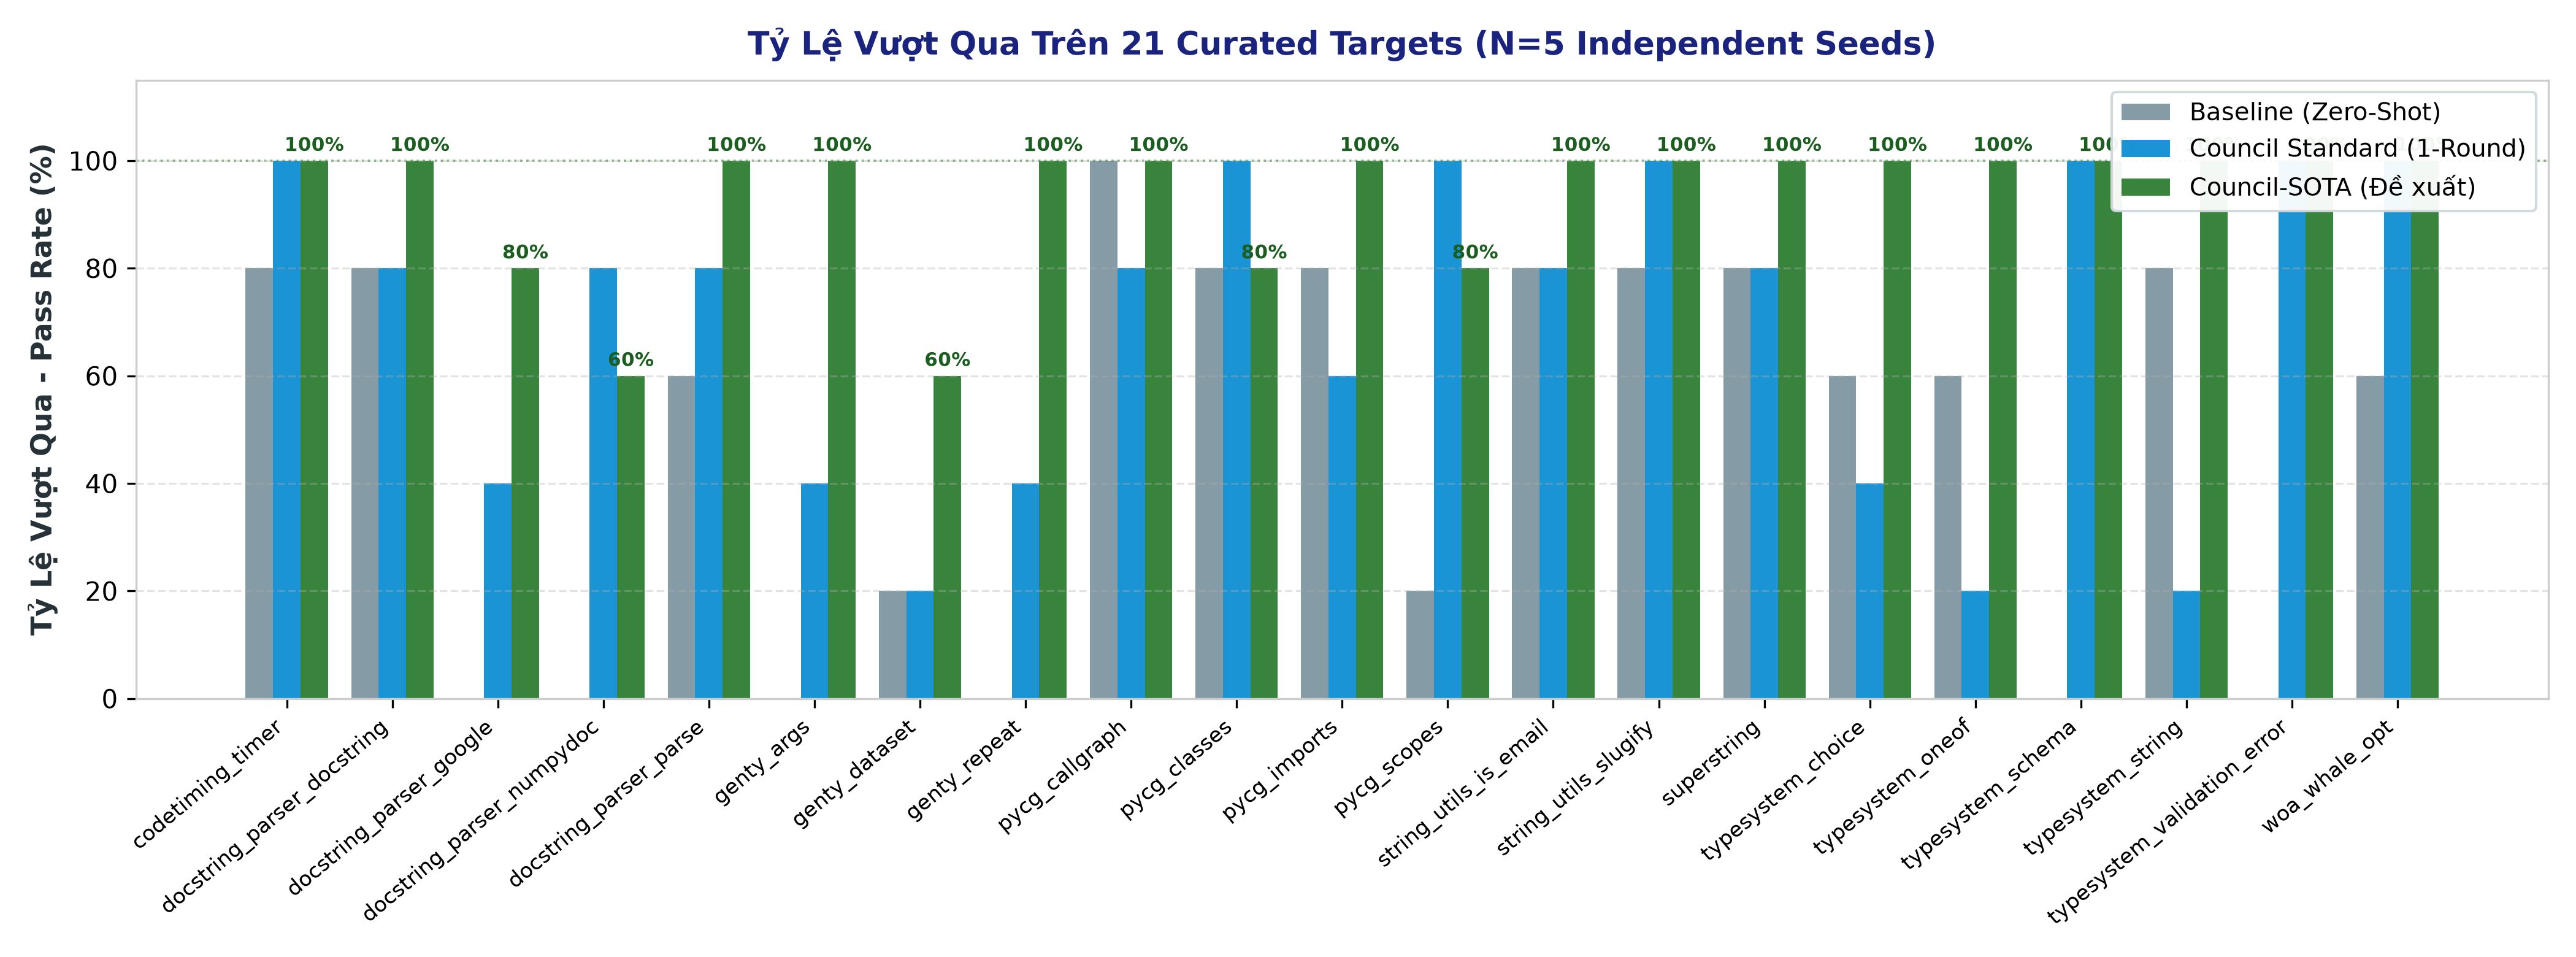 Tỷ Lệ Vượt Qua Trên 21 Curated Targets (N=5 Independent Seeds)
Tỷ Lệ Vượt Qua - Pass Rate (%)
Baseline (Zero-Shot)
Council Standard (1-Round)
Council-SOTA (Đề xuất)
100% 100% 100% 100% 100% 100% 100% 100% 100% 100% 100% 100%
80% 80% 80%
60% 60%
100
80
60
40
20
0
codetiming_timer
docstring_parser_docstring
docstring_parser_google
docstring_parser_numpydoc
docstring_parser_parse
genty_args
genty_dataset
genty_repeat
pycg_callgraph
pycg_classes
pycg_imports
pycg_scopes
string_utils_is_email
string_utils_slugify
superstring
typesystem_choice
typesystem_oneof
typesystem_schema
typesystem_string
typesystem_validation_error
woa_whale_opt